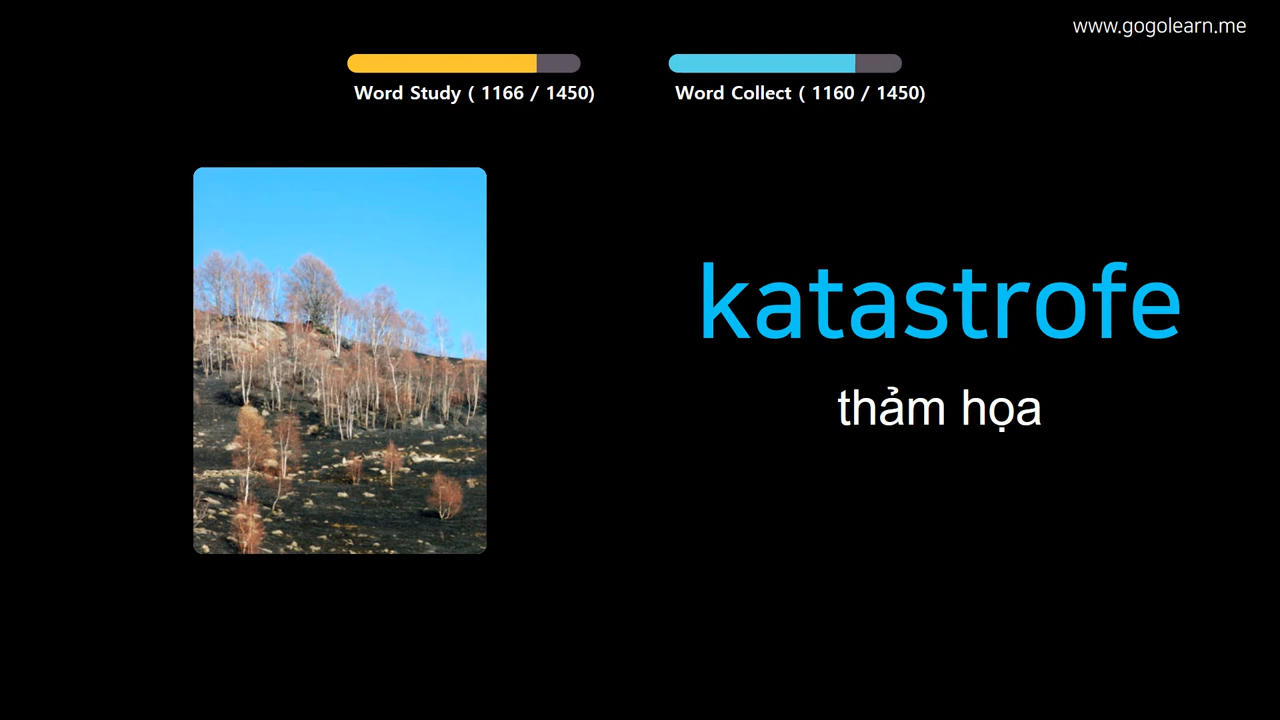 www.gogolearn.me
Word Study ( 1166 / 1450)
Word Collect ( 1160 / 1450)
katastrofe
thảm họa